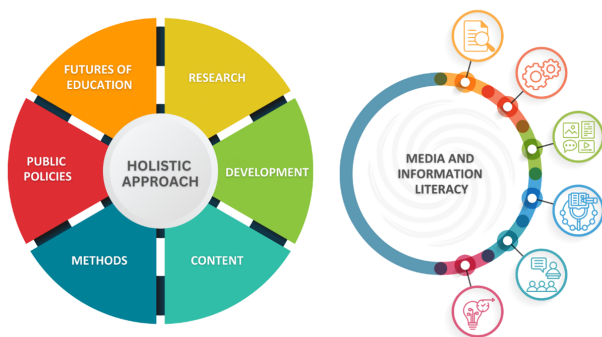 FUTURES OF
EDUCATION
RESEARCH
PUBLIC
POLICIES
HOLISTIC
APPROACH
DEVELOPMENT
METHODS
CONTENT
MEDIA AND
INFORMATION
LITERACY